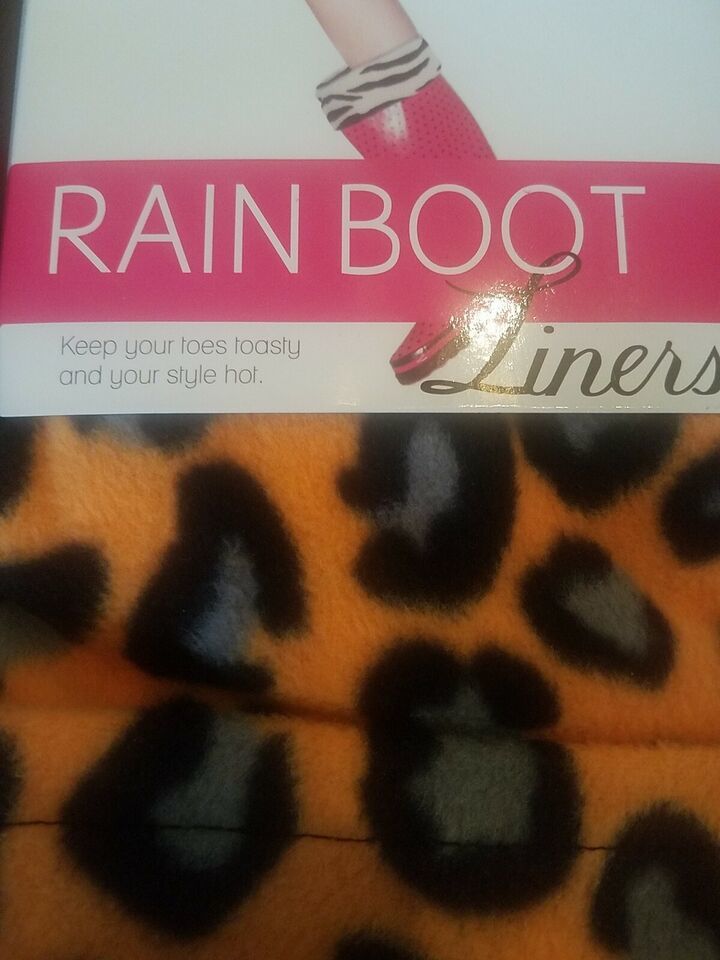 RAIN BOOT
Liners
Keep your toes toasty
and your style hot.